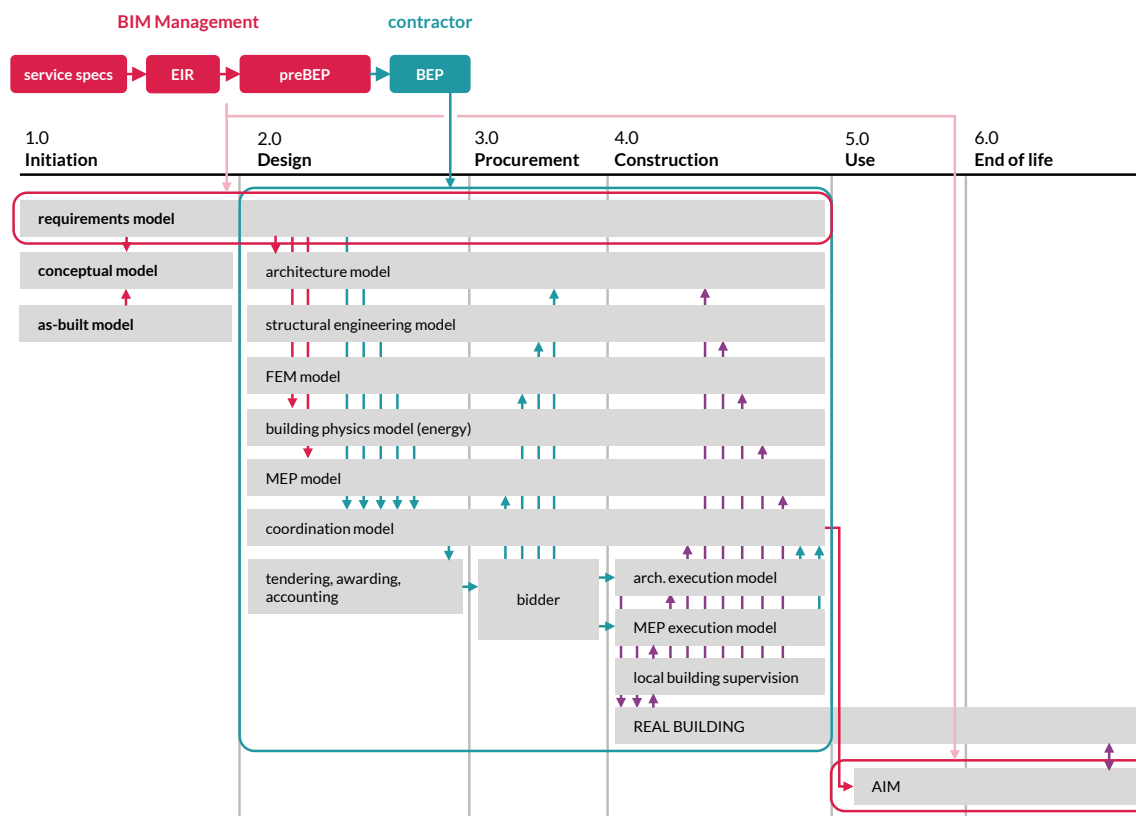 BIM Management
contractor
service specs
EIR
preBEP
BEP
1.0
Initiation
2.0
Design
3.0
Procurement
4.0
Construction
5.0
Use
6.0
End of life
requirements model
conceptual model
architecture model
as-built model
structural engineering model
FEM model
building physics model (energy)
MEP model
coordination model
tendering, awarding,
accounting
bidder
arch. execution model
MEP execution model
local building supervision
REAL BUILDING
AIM